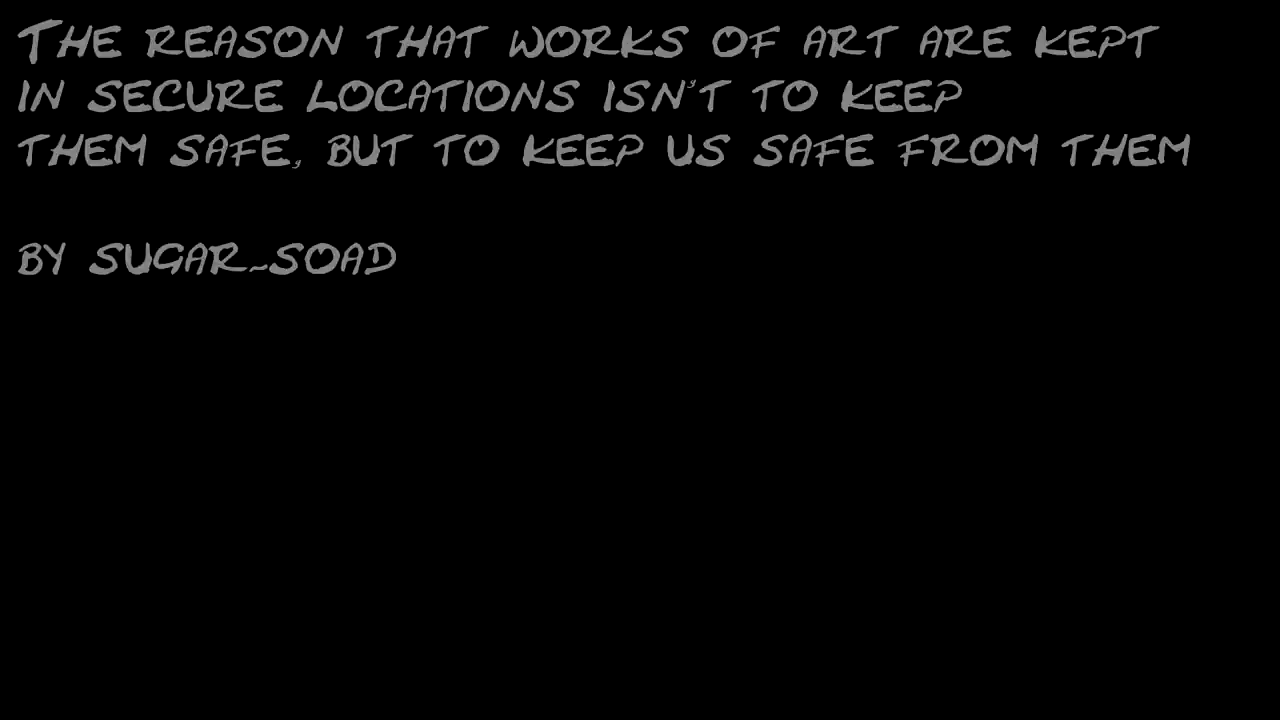 The reason that works of art are kept
in secure locations isn't to keep
them safe, but to keep us safe from them
by sugar_soad